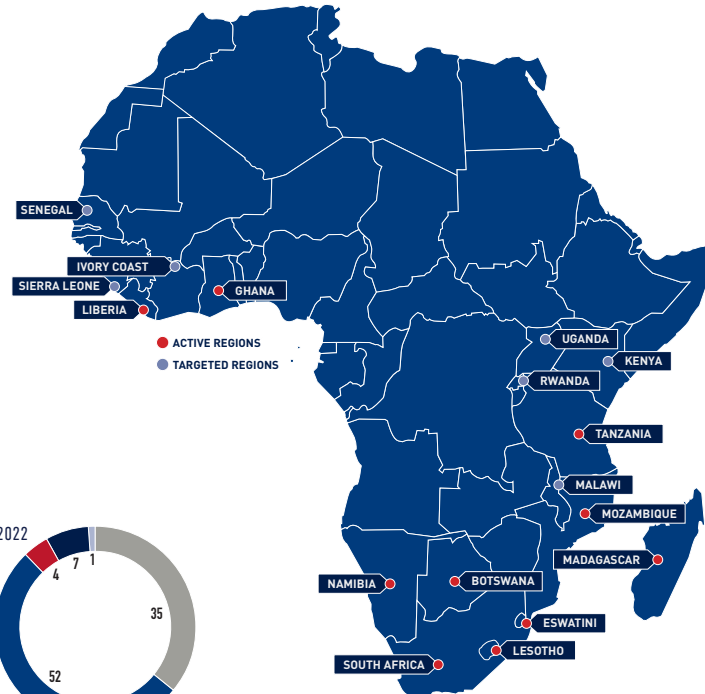 SENEGAL
IVORY COAST
SIERRA LEONE
GHANA
LIBERIA
ACTIVE REGIONS
TARGETED REGIONS
UGANDA
KENYA
RWANDA
TANZANIA
MALAWI
MOZAMBIQUE
MADAGASCAR
NAMIBIA
BOTSWANA
ESWATINI
LESOTHO
SOUTH AFRICA
2022
4
7
1
35
52